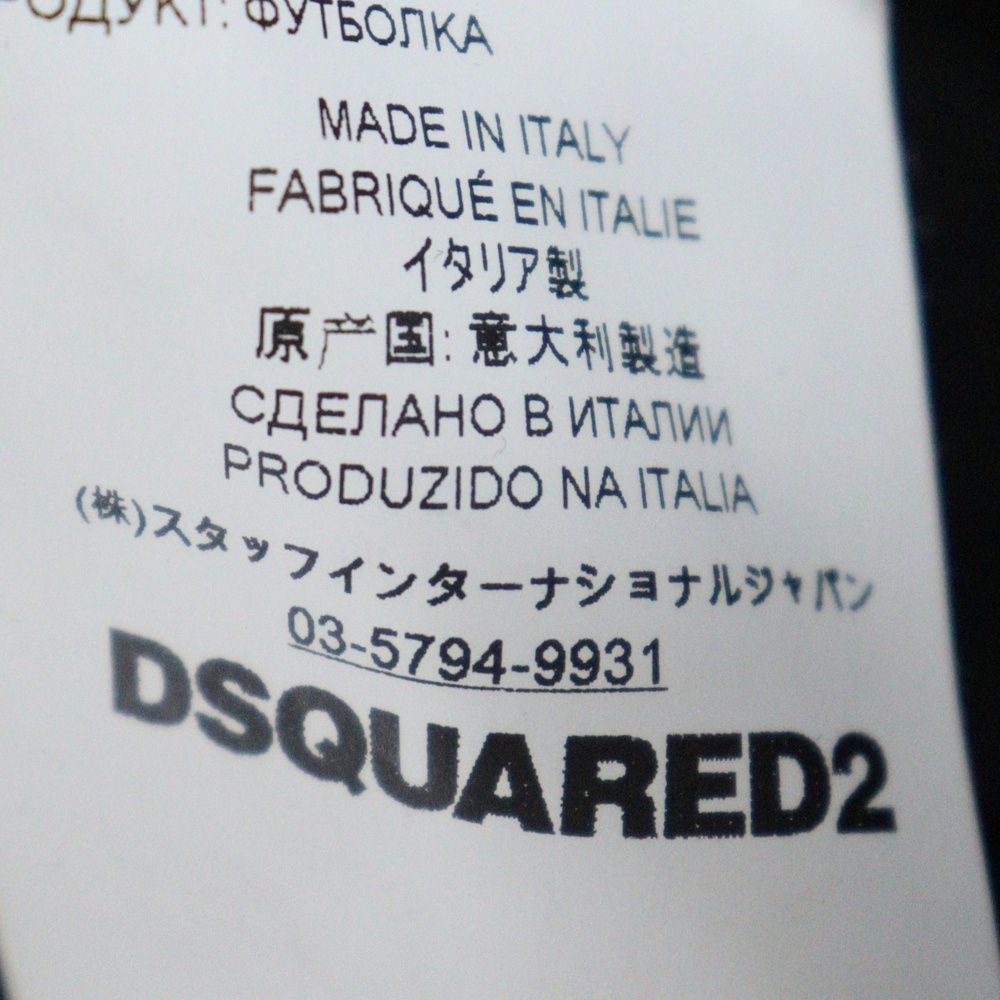 ПРОДУКТ: ФУТБОЛКА
MADE IN ITALY
FABRIQUÉ EN ITALIE
イタリア製
原产国: 意大利製造
СДЕЛАНО В ИТАЛИИ
PRODUZIDO NA ITALIA
(株)スタッフインターナショナルジャパン
03-5794-9931
DSQUARED2